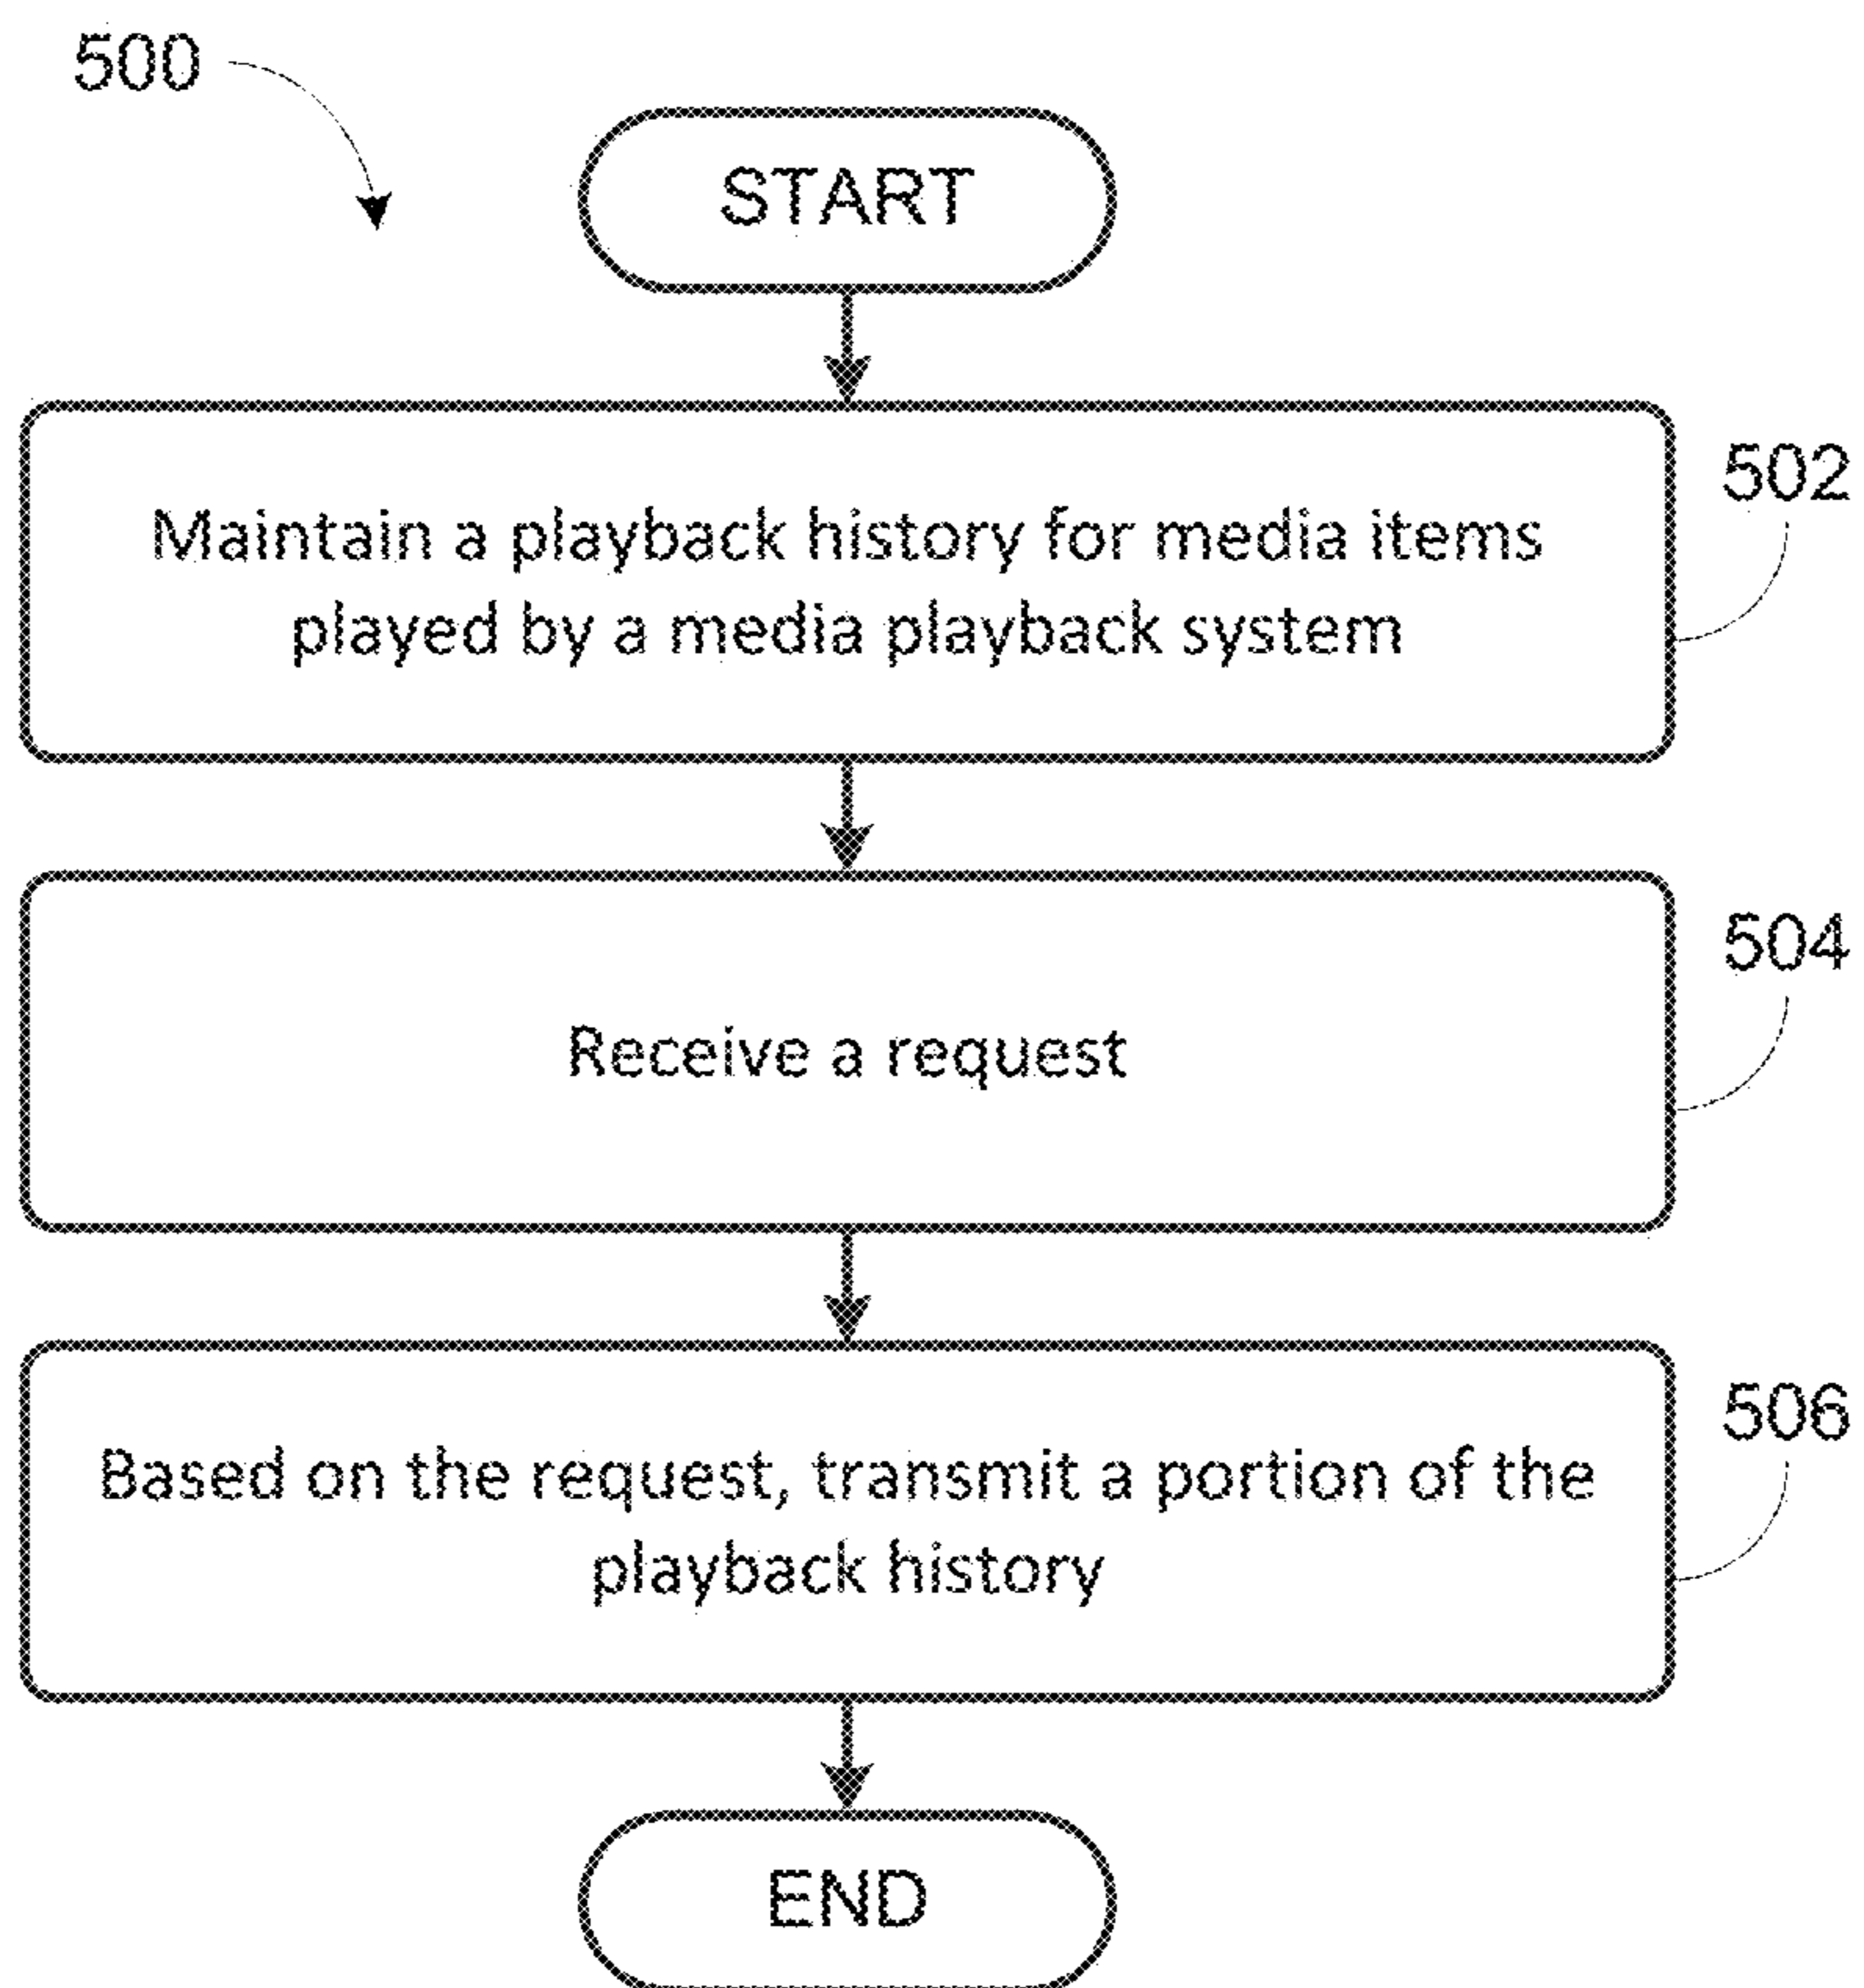 500
START
502
Maintain a playback history for media items
played by a media playback system
504
Receive a request
506
Based on the request, transmit a portion of the
playback history
END